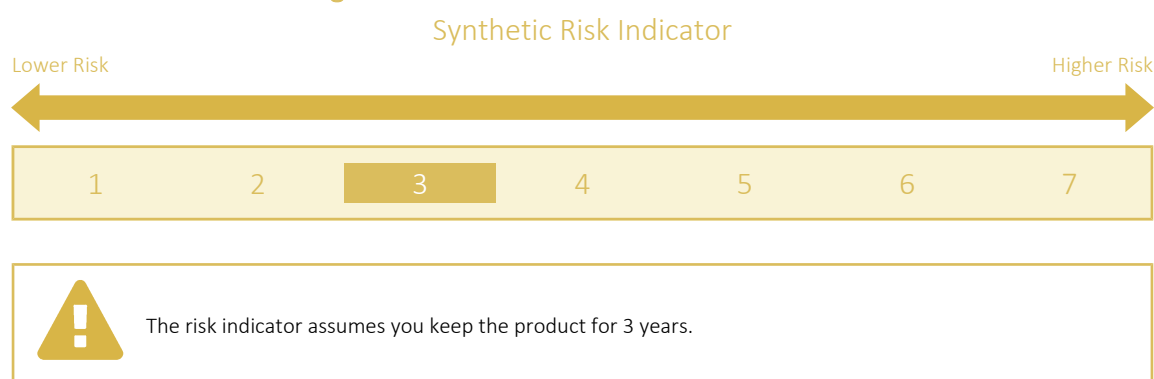 Synthetic Risk Indicator
Lower Risk Higher Risk
1 2 3 4 5 6 7
The risk indicator assumes you keep the product for 3 years.